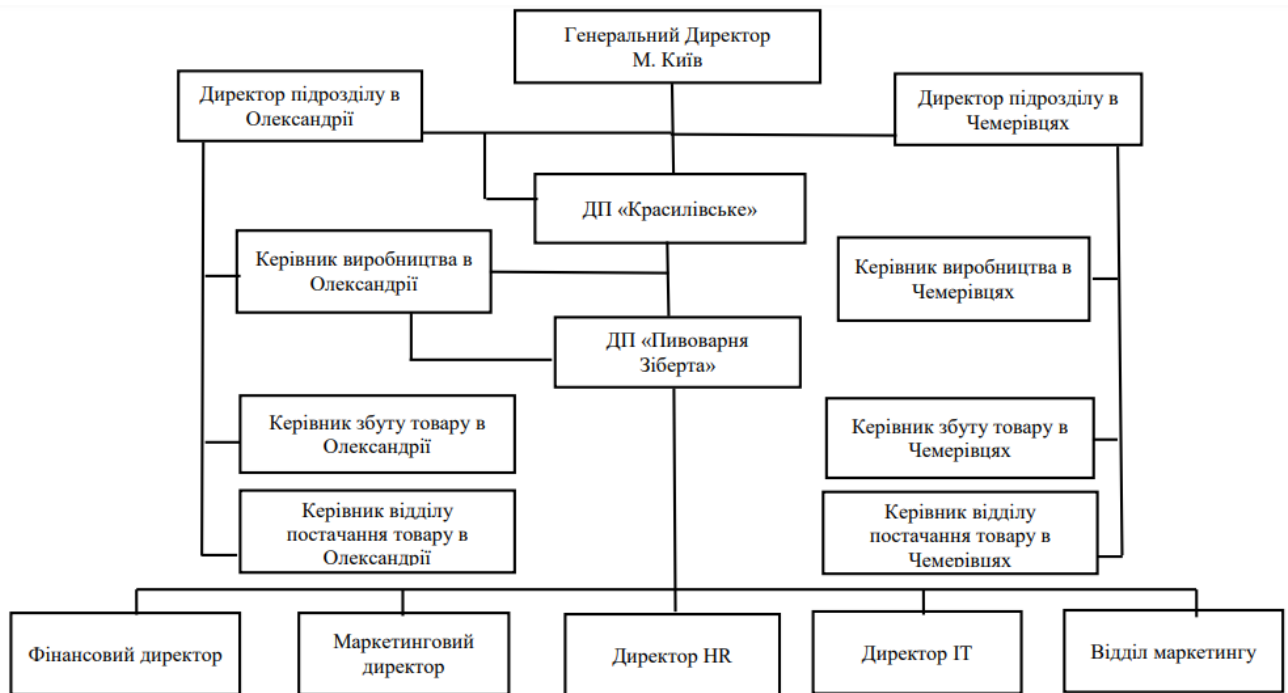 Генеральний Директор
М. Київ
Директор підрозділу в
Олександрії
Директор підрозділу в
Чемерівцях
ДП «Красилівське»
Керівник виробництва в
Олександрії
Керівник виробництва в
Чемерівцях
ДП «Пивоварня
Зіберта»
Керівник збуту товару в
Олександрії
Керівник збуту товару в
Чемерівцях
Керівник відділу
постачання товару в
Олександрії
Керівник відділу
постачання товару в
Чемерівцях
Фінансовий директор
Маркетинговий
директор
Директор HR
Директор ІТ
Відділ маркетингу